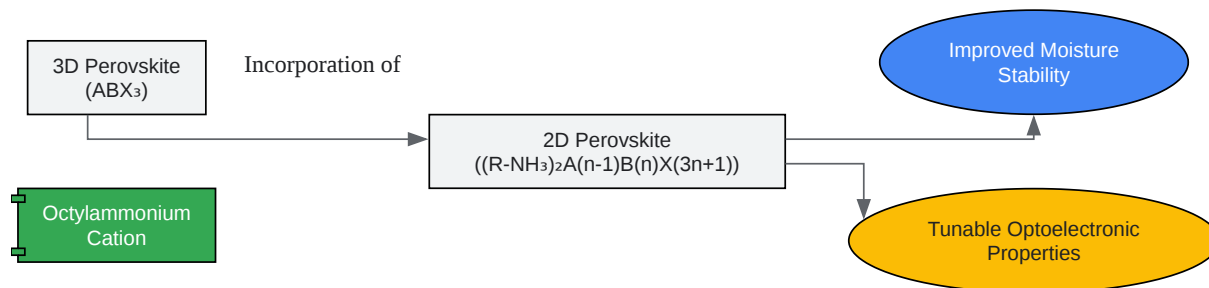 3D Perovskite
(ABX₃)
Incorporation of
Improved Moisture
Stability
2D Perovskite
((R-NH₃)₂A(n-1)B(n)X(3n+1))
Octylammonium
Cation
Tunable Optoelectronic
Properties